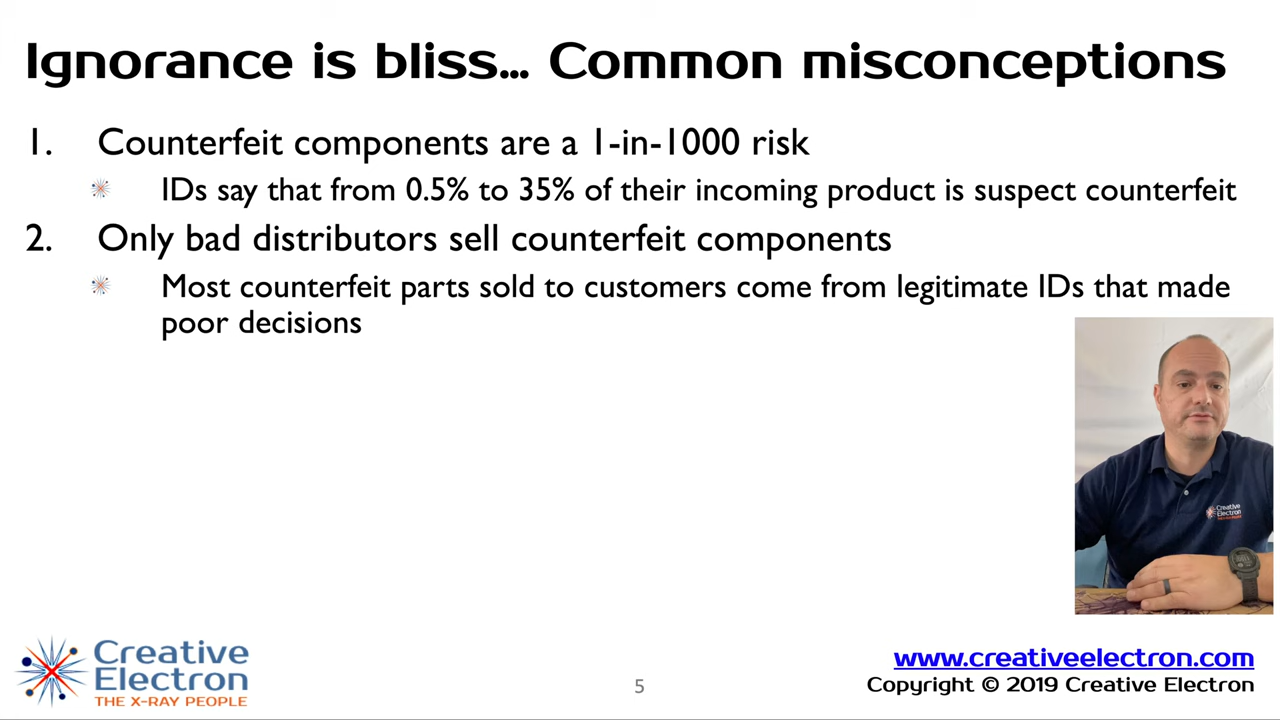 Ignorance is bliss... Common misconceptions
1. Counterfeit components are a 1-in-1000 risk
IDs say that from 0.5% to 35% of their incoming product is suspect counterfeit
2. Only bad distributors sell counterfeit components
Most counterfeit parts sold to customers come from legitimate IDs that made
poor decisions
Creative
Electron
Creative
Electron
THE X-RAY PEOPLE
5
www.creativeelectron.com
Copyright © 2019 Creative Electron